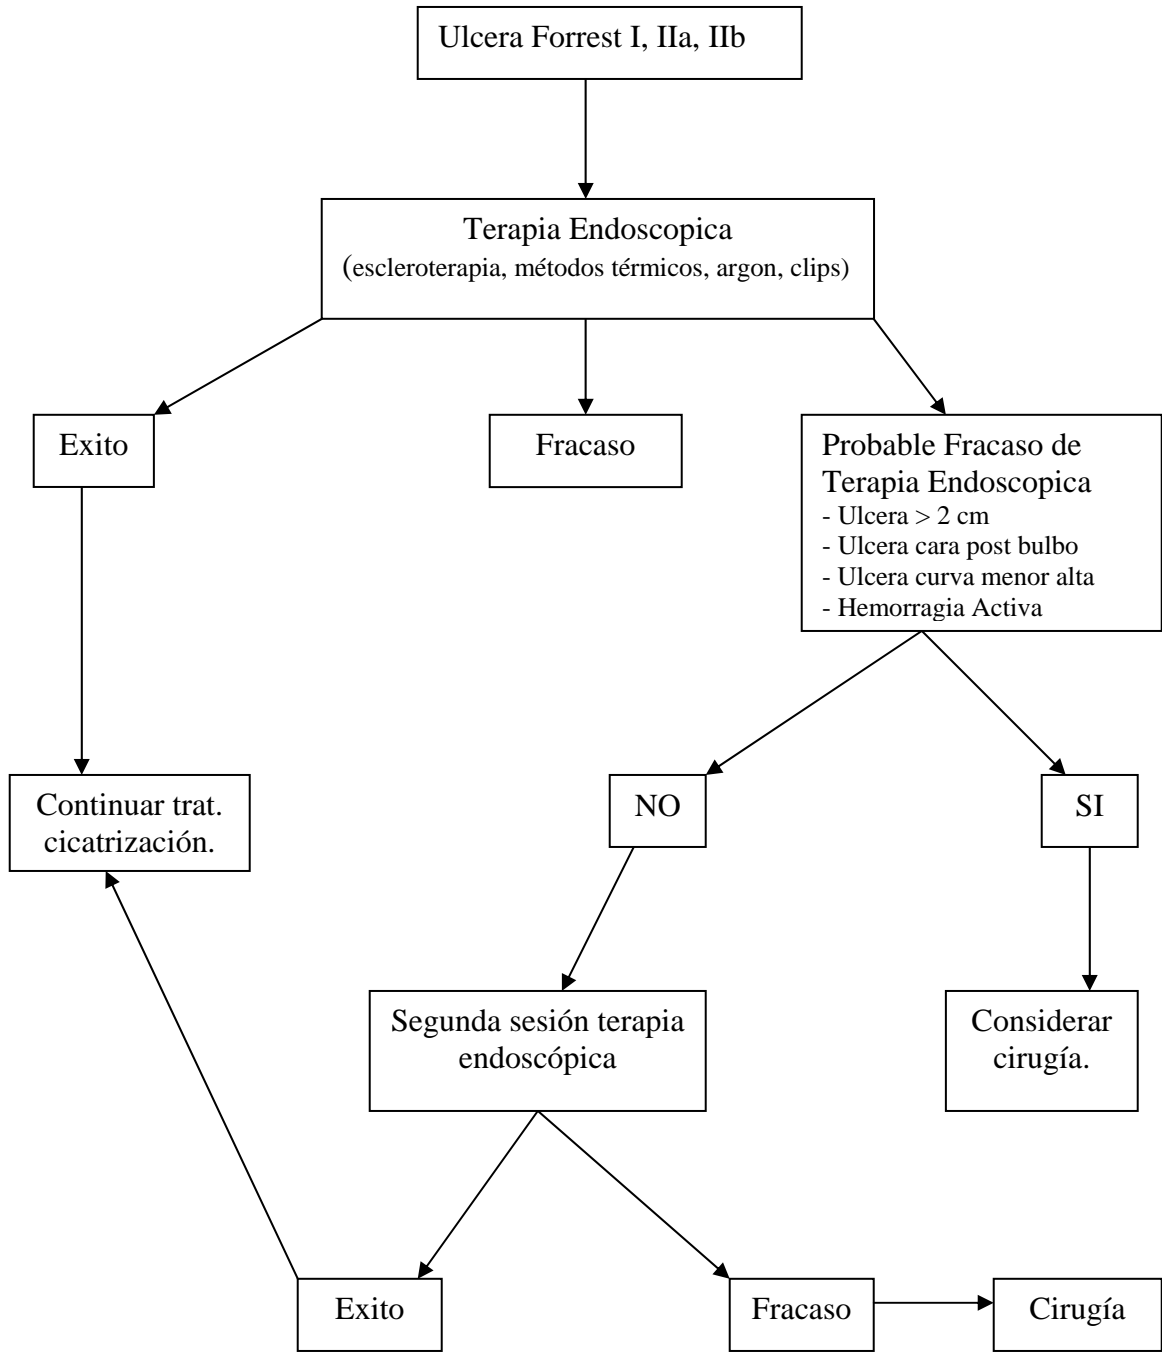 Ulcera Forrest I, IIa, IIb
Terapia Endoscopica
(escleroterapia, métodos térmicos, argon, clips)
Exito
Fracaso
Probable Fracaso de
Terapia Endoscopica
- Ulcera > 2 cm
- Ulcera cara post bulbo
- Ulcera curva menor alta
- Hemorragia Activa
Continuar trat.
cicatrización.
NO
SI
Segunda sesión terapia
endoscópica
Considerar
cirugía.
Exito
Fracaso
Cirugía